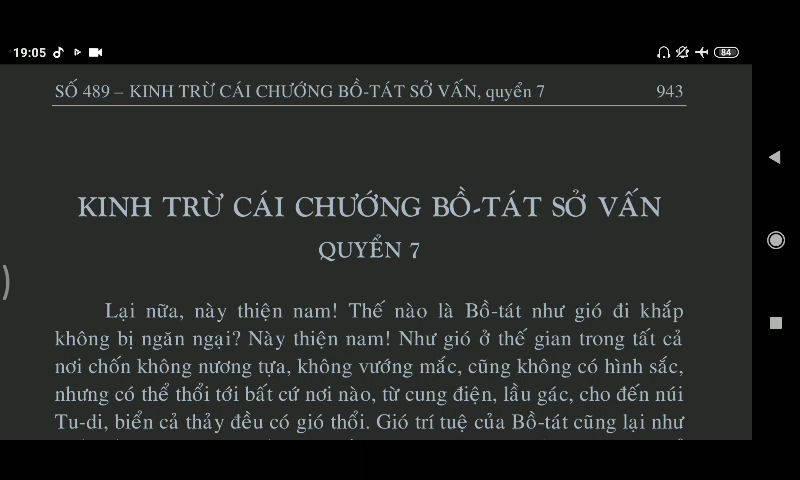 19:05
84
SỐ 489 – KINH TRỪ CÁI CHƯỚNG BỒ-TÁT SỞ VẤN, quyển 7 943
KINH TRỪ CÁI CHƯỚNG BỒ-TÁT SỞ VẤN
QUYỂN 7
Lại nữa, này thiện nam! Thế nào là Bồ-tát như gió đi khắp
không bị ngăn ngại? Này thiện nam! Như gió ở thế gian trong tất cả
nơi chốn không nương tựa, không vướng mắc, cũng không có hình sắc,
nhưng có thể thổi tới bất cứ nơi nào, từ cung điện, lầu gác, cho đến núi
Tu-di, biển cả thảy đều có gió thổi. Gió trí tuệ của Bồ-tát cũng lại như